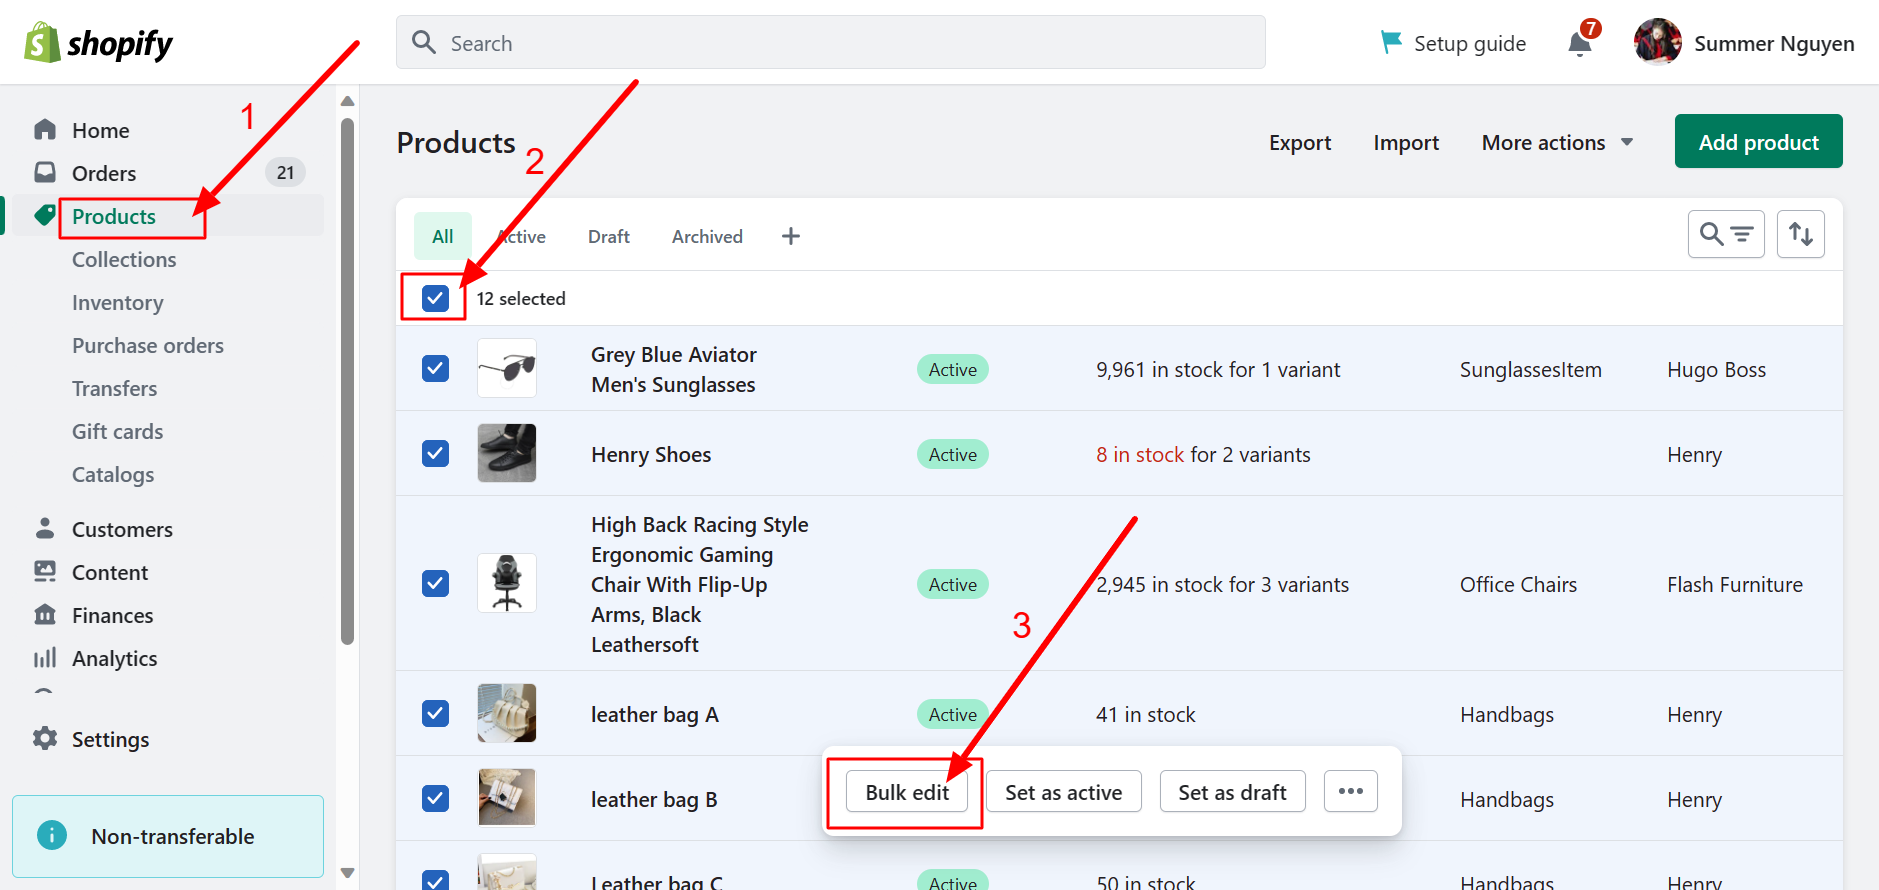 shopify
Search
Setup guide
7
Summer Nguyen
1
2
3
Home
Orders
21
Products
Collections
Inventory
Purchase orders
Transfers
Gift cards
Catalogs
Customers
Content
Finances
Analytics
Settings
Non-transferable
Products
Export
Import
More actions
Add product
All
Active
Draft
Archived
12 selected
Grey Blue Aviator
Men's Sunglasses
Active
9,961 in stock for 1 variant
SunglassesItem
Hugo Boss
Henry Shoes
Active
8 in stock for 2 variants
Henry
High Back Racing Style
Ergonomic Gaming
Chair With Flip-Up
Arms, Black
Leathersoft
Active
2,945 in stock for 3 variants
Office Chairs
Flash Furniture
leather bag A
Active
41 in stock
Handbags
Henry
leather bag B
Handbags
Henry
Bulk edit
Set as active
Set as draft
Leather bag C
Active
50 in stock
Handbags
Henry